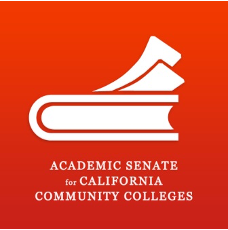 ACADEMIC SENATE
for CALIFORNIA
COMMUNITY COLLEGES